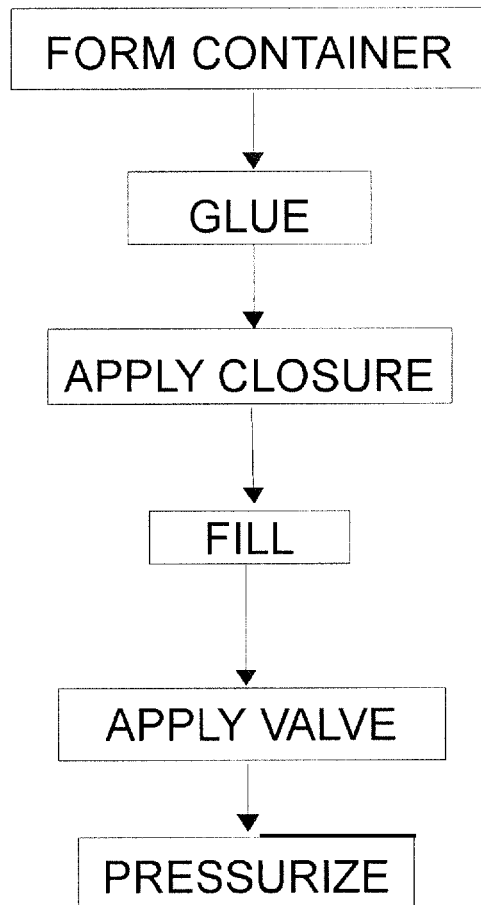 FORM CONTAINER
GLUE
APPLY CLOSURE
FILL
APPLY VALVE
PRESSURIZE